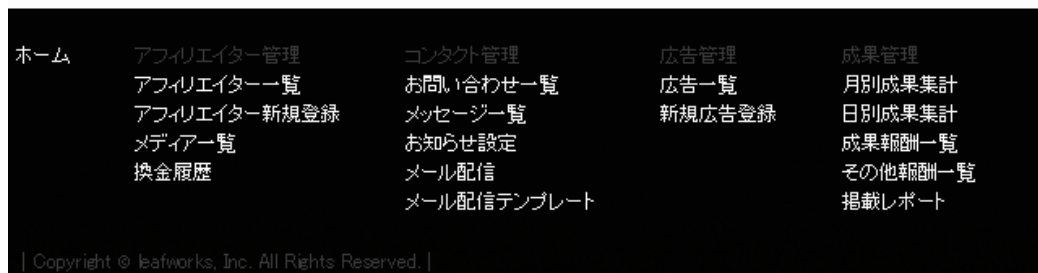 ホーム
アフィリエイター管理
アフィリエイター一覧
アフィリエイター新規登録
メディア一覧
換金履歴
コンタクト管理
お問い合わせ一覧
メッセージ一覧
お知らせ設定
メール配信
メール配信テンプレート
広告管理
広告一覧
新規広告登録
成果管理
月別成果集計
日別成果集計
成果報酬一覧
その他報酬一覧
掲載レポート
| Copyright © leafworks, Inc. All Rights Reserved. |